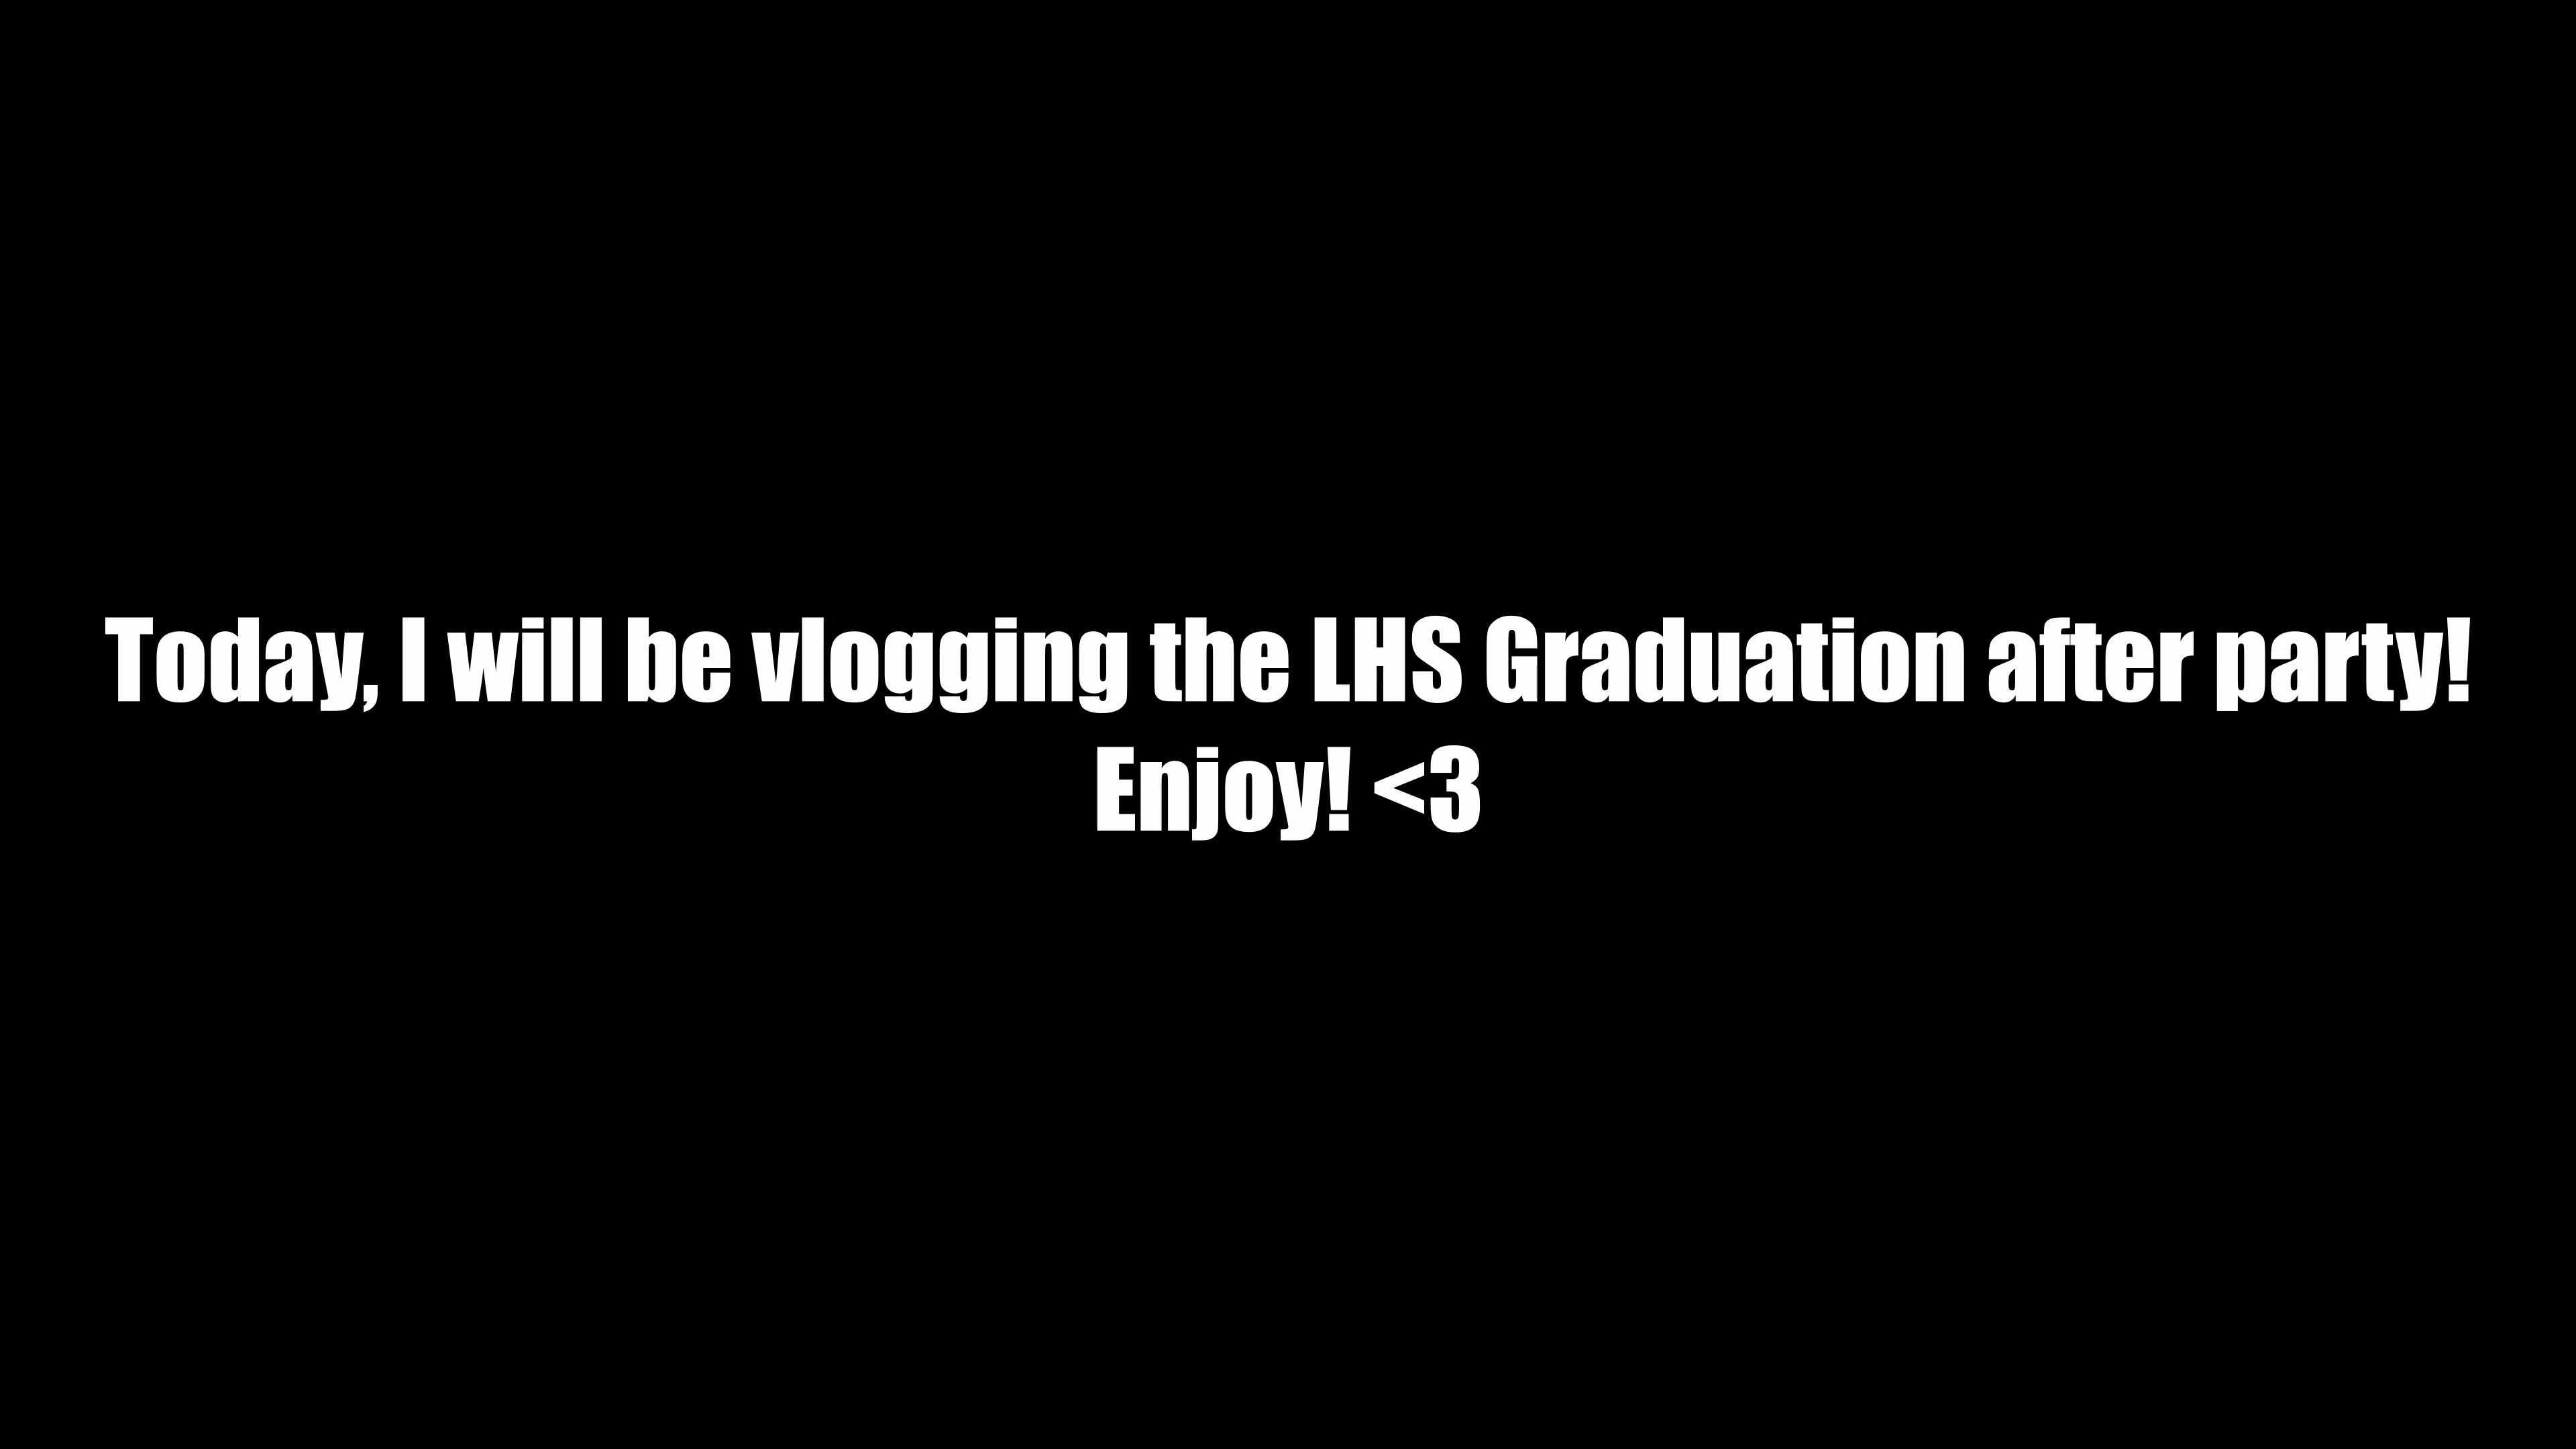 Today, I will be vlogging the LHS Graduation after party!
Enjoy! <3